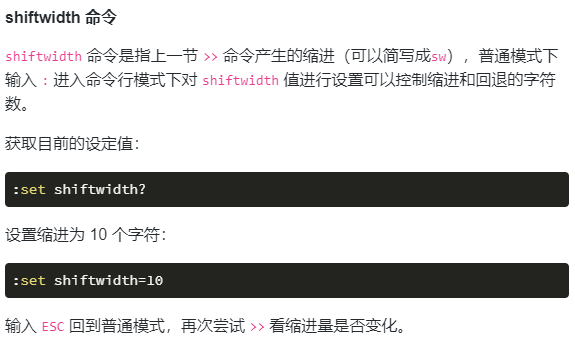 shiftwidth 命令
shiftwidth 命令是指上一节 >> 命令产生的缩进（可以简写成sw），普通模式下
输入 : 进入命令行模式下对 shiftwidth 值进行设置可以控制缩进和回退的字符
数。
获取目前的设定值：
:set shiftwidth?
设置缩进为 10 个字符：
:set shiftwidth=10
输入 ESC 回到普通模式，再次尝试 >> 看缩进量是否变化。